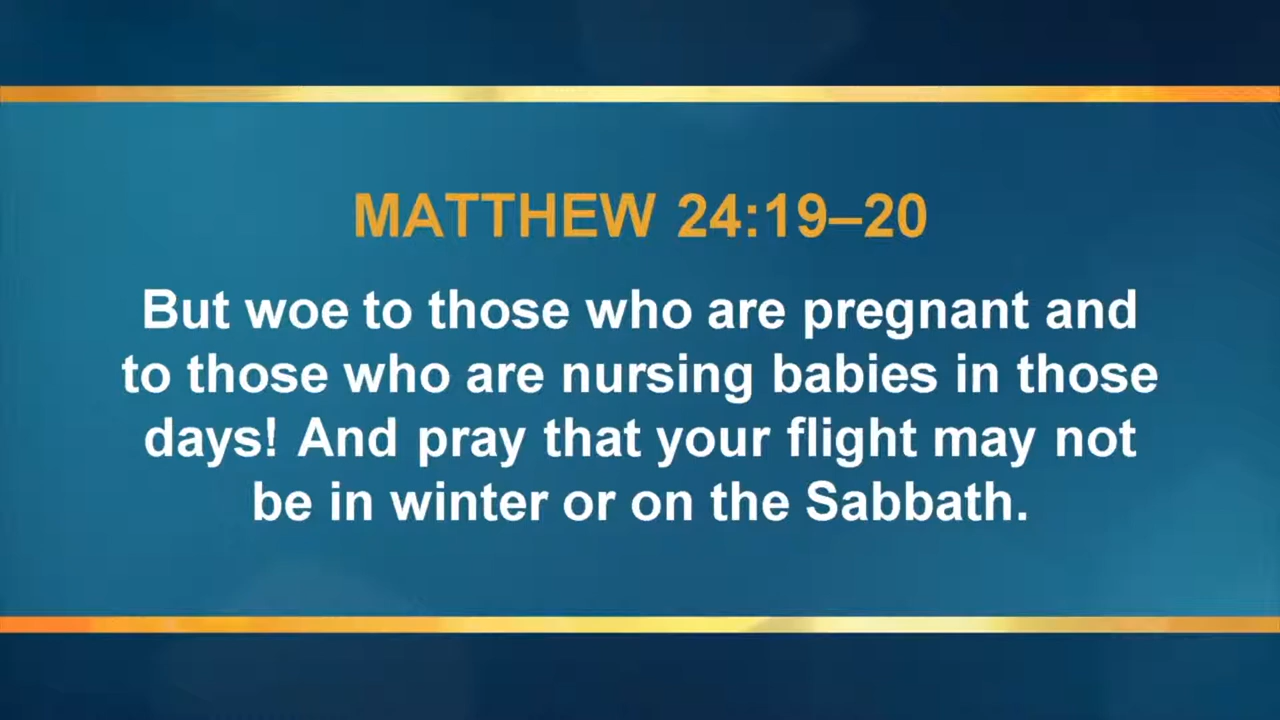 MATTHEW 24:19–20
But woe to those who are pregnant and
to those who are nursing babies in those
days! And pray that your flight may not
be in winter or on the Sabbath.